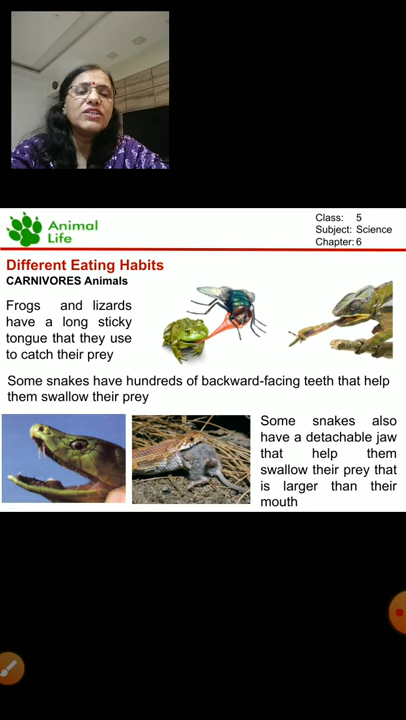 Animal
Life
Class: 5
Subject: Science
Chapter: 6
Different Eating Habits
CARNIVORES Animals
Frogs and lizards
have a long sticky
tongue that they use
to catch their prey
Some snakes have hundreds of backward-facing teeth that help
them swallow their prey
Some snakes also
have a detachable jaw
that help them
swallow their prey that
is larger than their
mouth